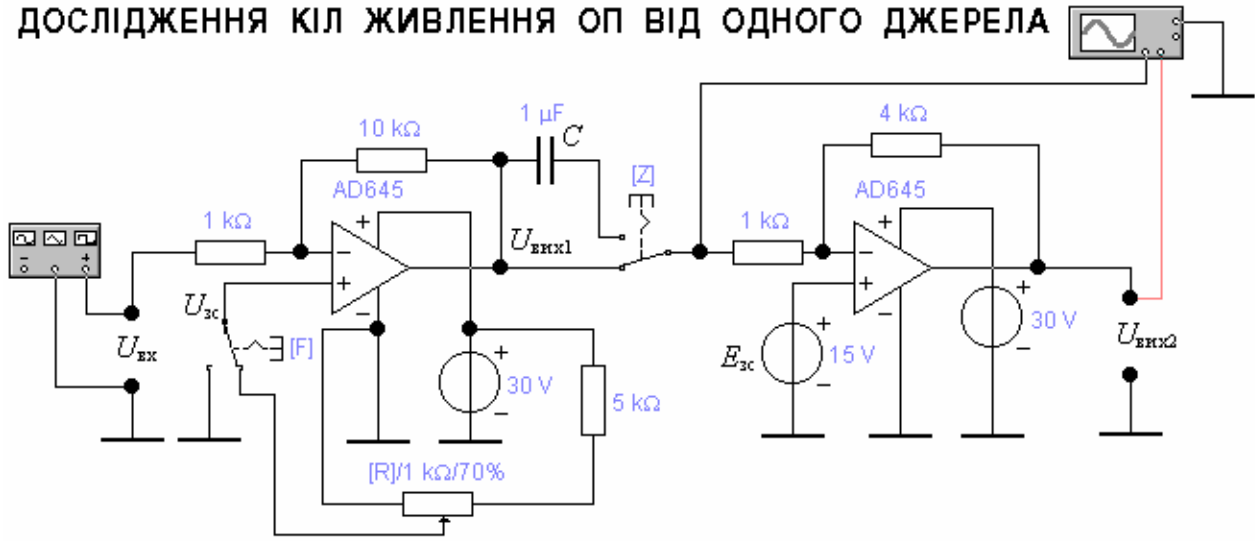 ДОСЛІДЖЕННЯ КІЛ ЖИВЛЕННЯ ОП ВІД ОДНОГО ДЖЕРЕЛА
1 µF
C
10 kΩ
4 kΩ
[Z]
AD645
AD645
1 kΩ
1 kΩ
Uвих1
Uзс
Uвх
[F]
30 V
5 kΩ
Eзс
15 V
30 V
Uвих2
[R]/1 kΩ/70%